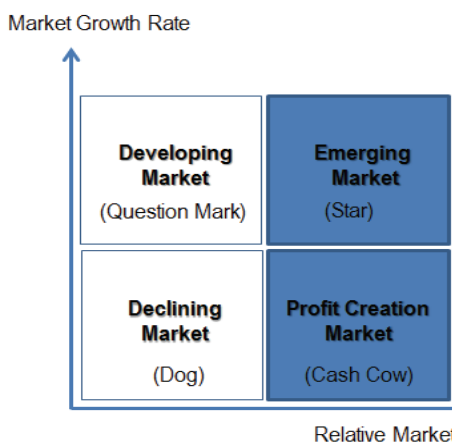 Market Growth Rate
Developing
Market
(Question Mark)
Emerging
Market
(Star)
Declining
Market
(Dog)
Profit Creation
Market
(Cash Cow)
Relative Market